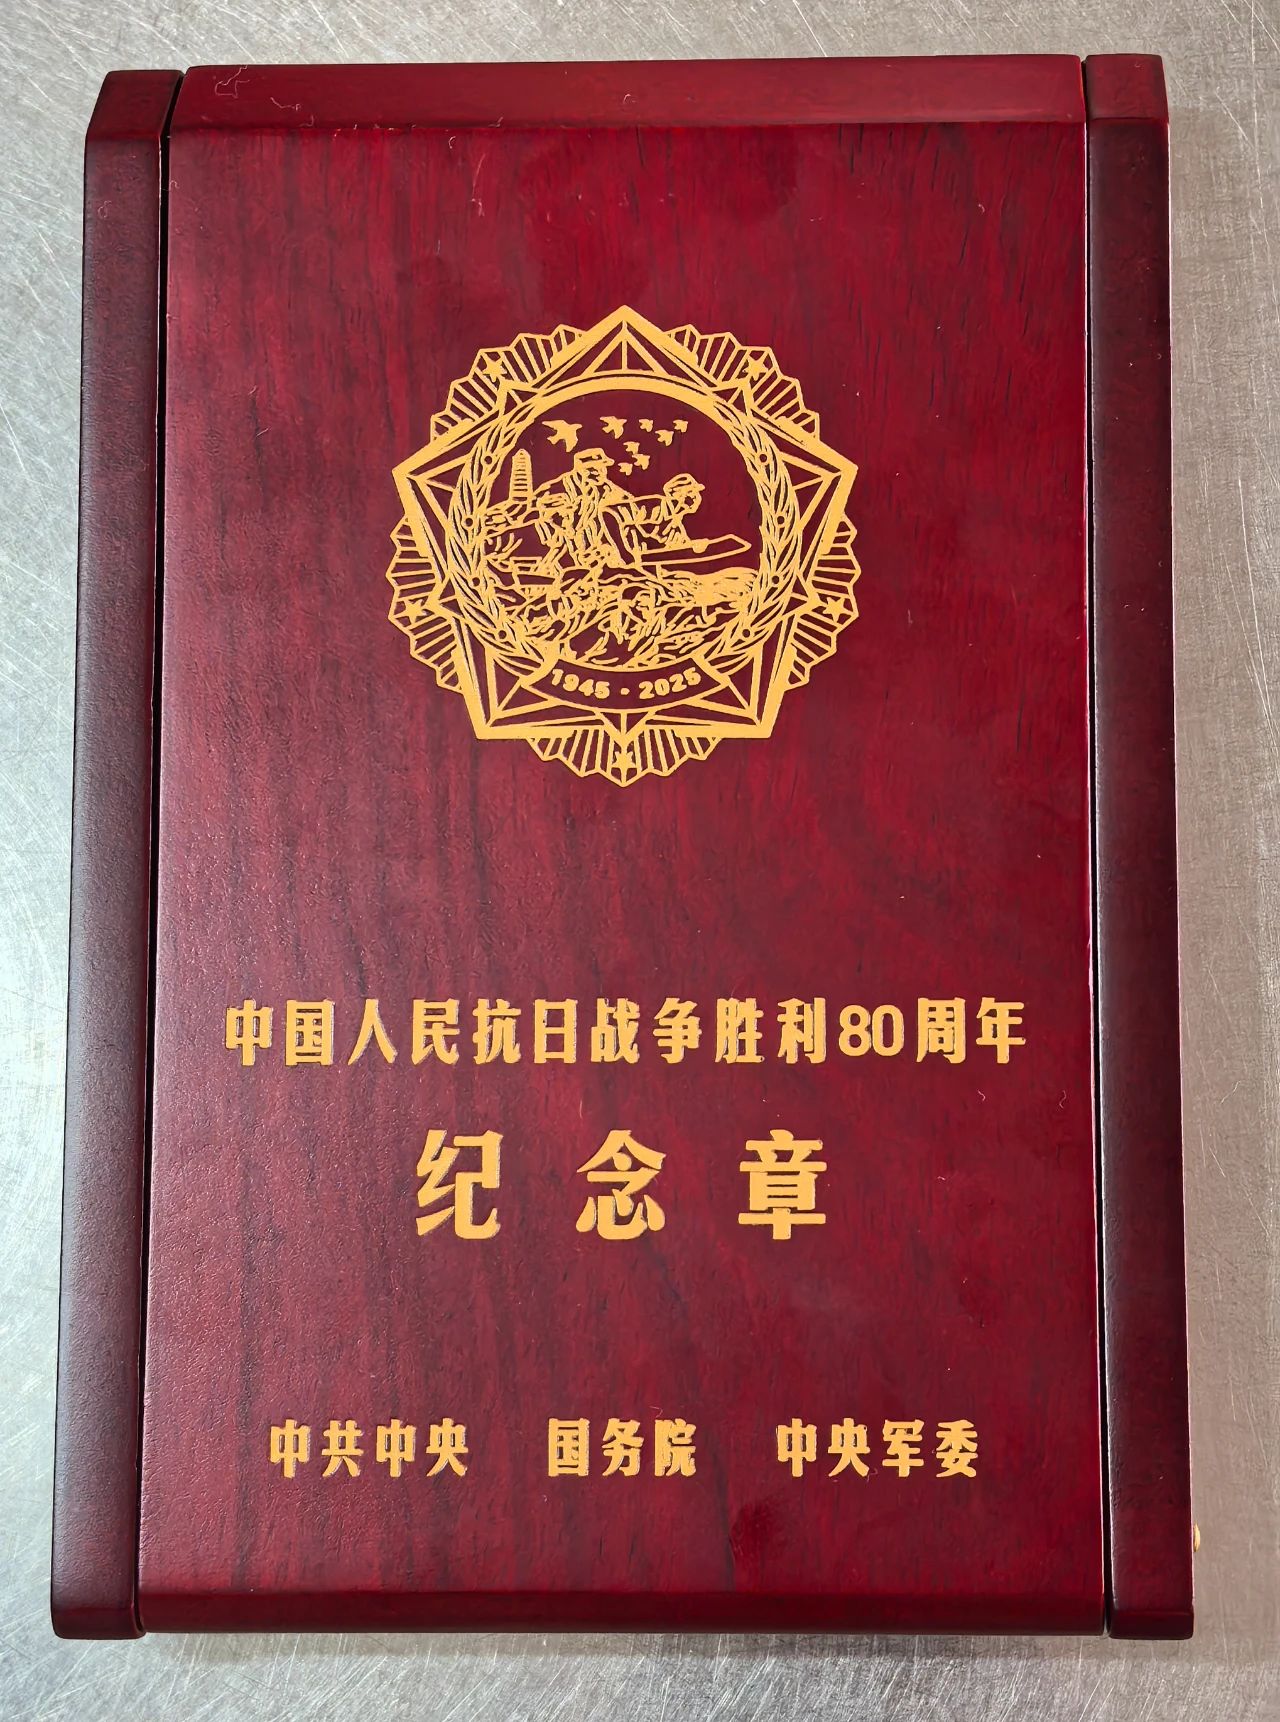 1945·2025
中国人民抗日战争胜利80周年
纪念章
中共中央 国务院 中央军委